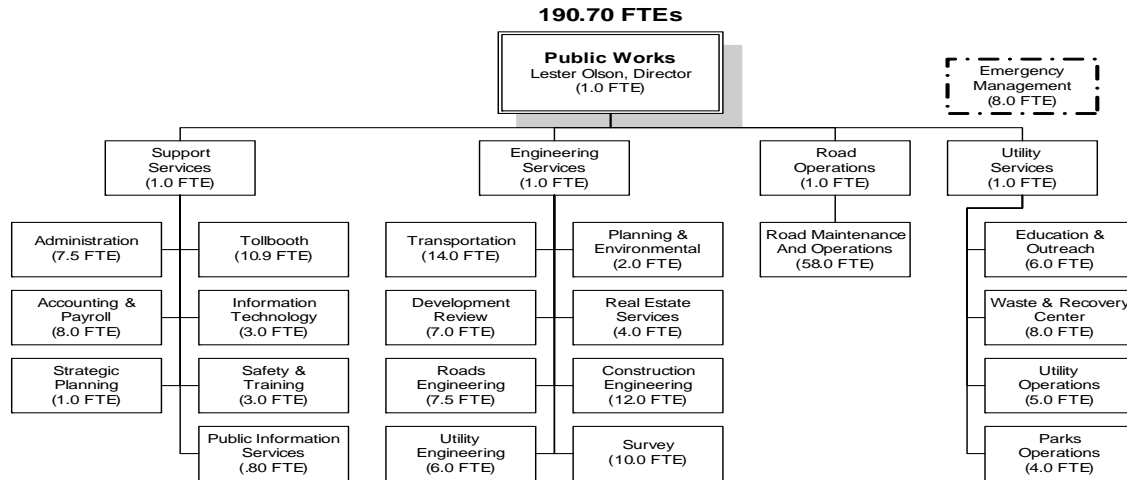 190.70 FTEs
Public Works
Lester Olson, Director
(1.0 FTE)
Emergency
Management
(8.0 FTE)
Support
Services
(1.0 FTE)
Engineering
Services
(1.0 FTE)
Road
Operations
(1.0 FTE)
Utility
Services
(1.0 FTE)
Administration
(7.5 FTE)
Tollbooth
(10.9 FTE)
Transportation
(14.0 FTE)
Planning &
Environmental
(2.0 FTE)
Road Maintenance
And Operations
(58.0 FTE)
Education &
Outreach
(6.0 FTE)
Accounting &
Payroll
(8.0 FTE)
Information
Technology
(3.0 FTE)
Development
Review
(7.0 FTE)
Real Estate
Services
(4.0 FTE)
Waste & Recovery
Center
(8.0 FTE)
Strategic
Planning
(1.0 FTE)
Safety &
Training
(3.0 FTE)
Roads
Engineering
(7.5 FTE)
Construction
Engineering
(12.0 FTE)
Utility
Operations
(5.0 FTE)
Public Information
Services
(.80 FTE)
Utility
Engineering
(6.0 FTE)
Survey
(10.0 FTE)
Parks
Operations
(4.0 FTE)